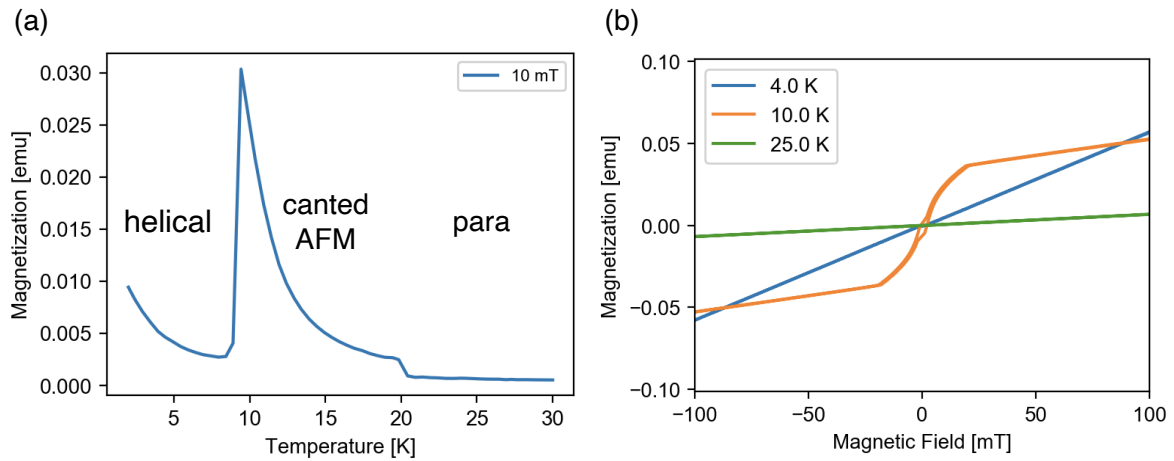 (a)
0.030
0.025
0.020
0.015
0.010
0.005
0.000
Magnetization [emu]
10 mT
helical
canted
AFM
para
5
10
15
20
25
30
Temperature [K]
(b)
0.10
0.05
0.00
−0.05
−0.10
Magnetization [emu]
4.0 K
10.0 K
25.0 K
−100
−50
0
50
100
Magnetic Field [mT]